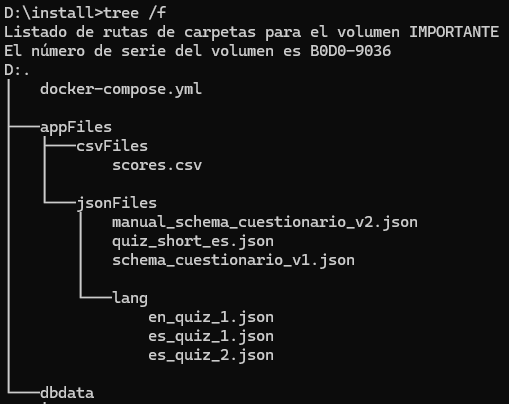 D:\install>tree /f
Listado de rutas de carpetas para el volumen IMPORTANTE
El número de serie del volumen es B0D0-9036
D:.
│   docker-compose.yml
│
├───appFiles
│   ├───csvFiles
│   │       scores.csv
│   │
│   └───jsonFiles
│       │   manual_schema_cuestionario_v2.json
│       │   quiz_short_es.json
│       │   schema_cuestionario_v1.json
│       │
│       └───lang
│               en_quiz_1.json
│               es_quiz_1.json
│               es_quiz_2.json
│
└───dbdata